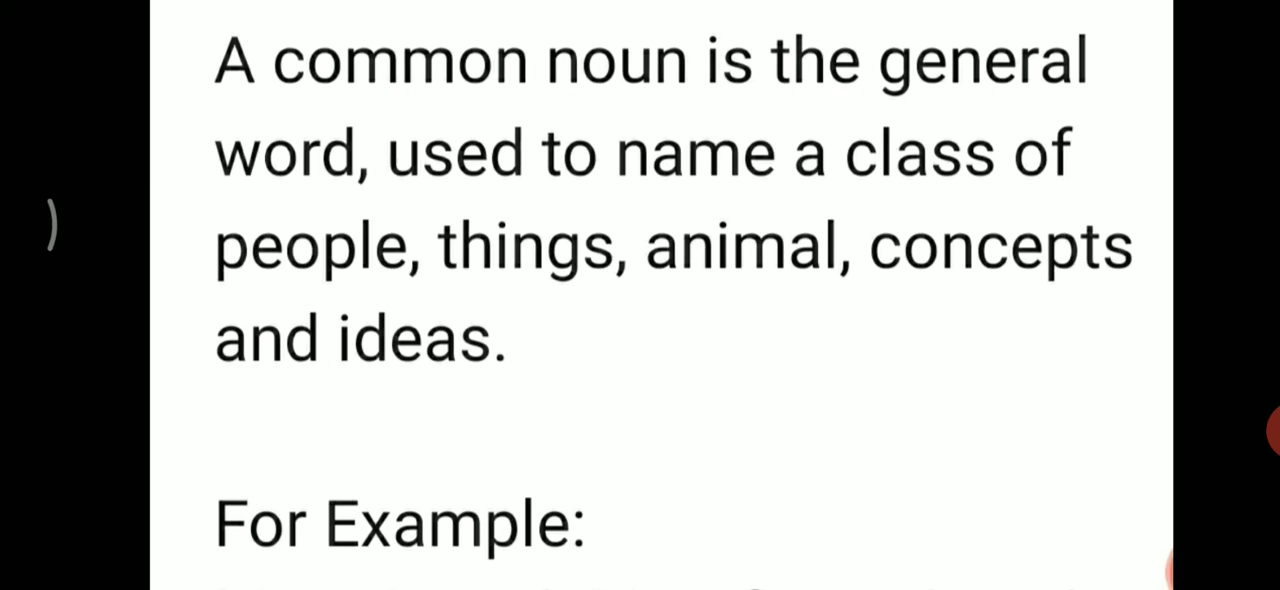 A common noun is the general
word, used to name a class of
people, things, animal, concepts
and ideas.
For Example: